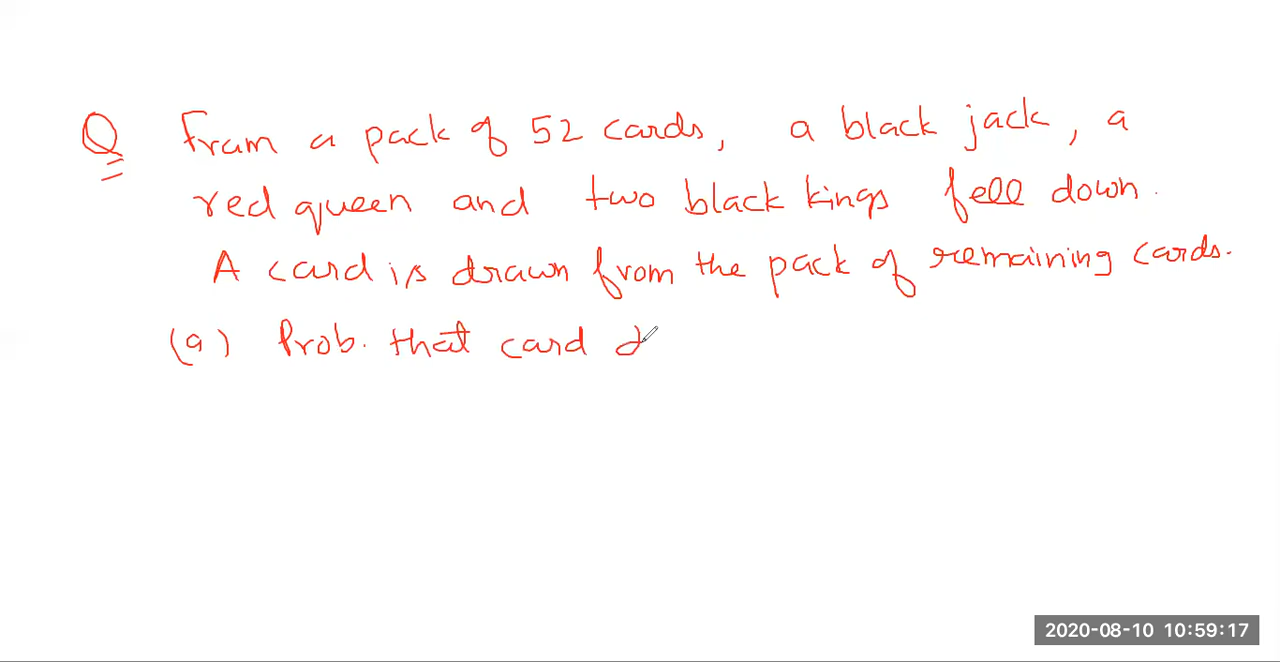 Q From a pack of 52 cards, a black jack, a
red queen and two black kings fell down.
A card is drawn from the pack of remaining cards.
(a) Prob. that card d
2020-08-10 10:59:17